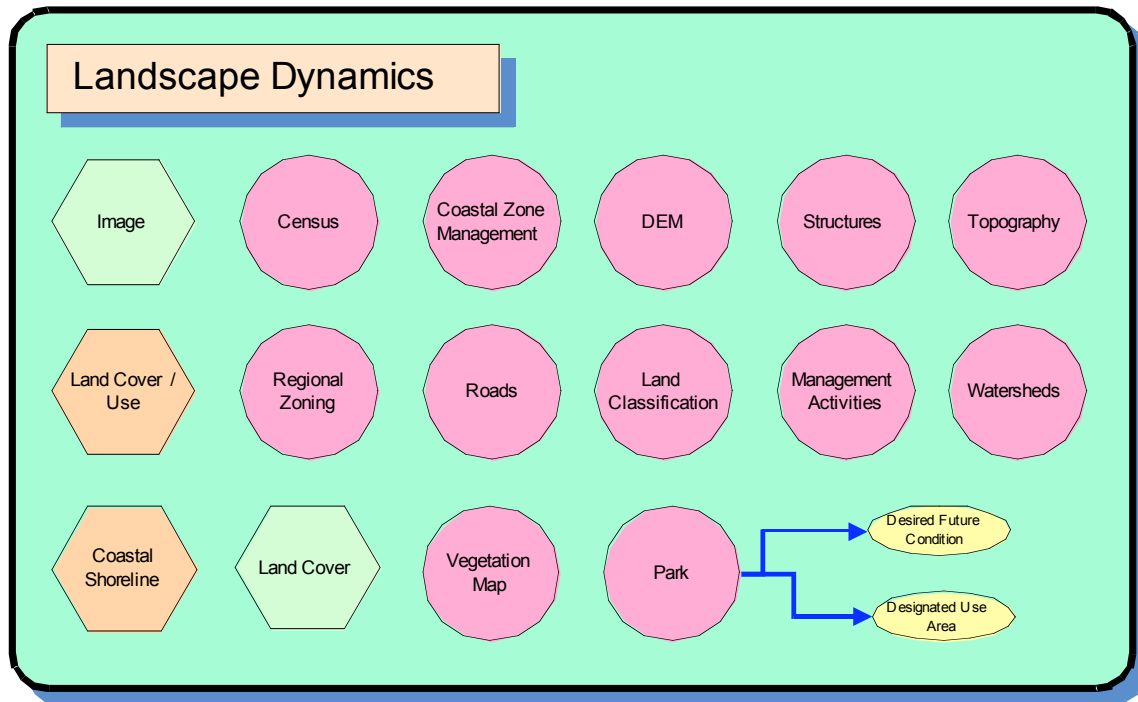 Landscape Dynamics
Image
Census
Coastal Zone
Management
DEM
Structures
Topography
Land Cover /
Use
Regional
Zoning
Roads
Land
Classification
Management
Activities
Watersheds
Coastal
Shoreline
Land Cover
Vegetation
Map
Park
Desired Future
Condition
Designated Use
Area